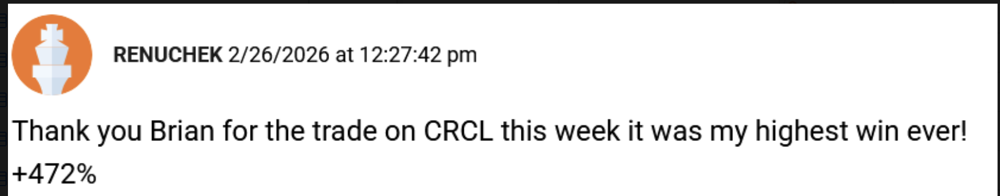 RENUCHEK 2/26/2026 at 12:27:42 pm
Thank you Brian for the trade on CRCL this week it was my highest win ever!
+472%